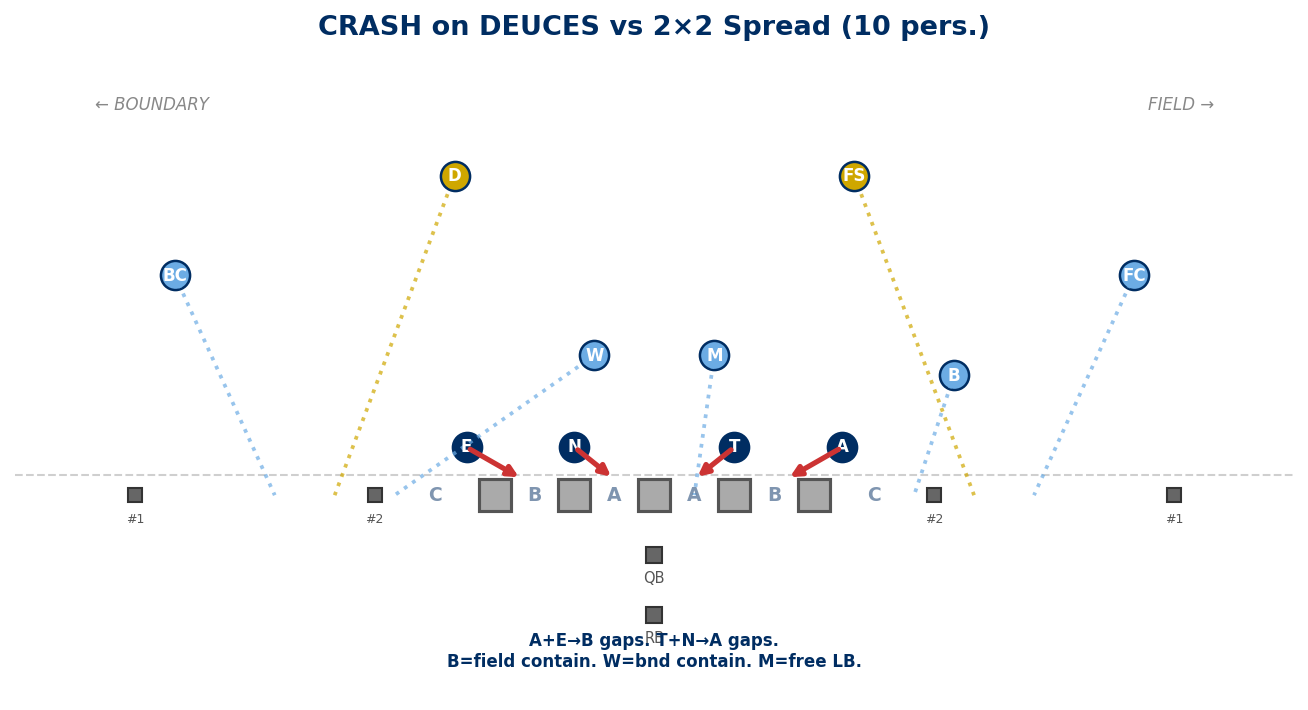 CRASH on DEUCES vs 2×2 Spread (10 pers.)
← BOUNDARY
FIELD →
D
FS
BC
FC
W
M
B
E
N
T
A
C
B
A
A
B
C
#1
#2
#2
#1
QB
RB
A+E→B gaps. T+N→A gaps.
B=field contain. W=bnd contain. M=free LB.